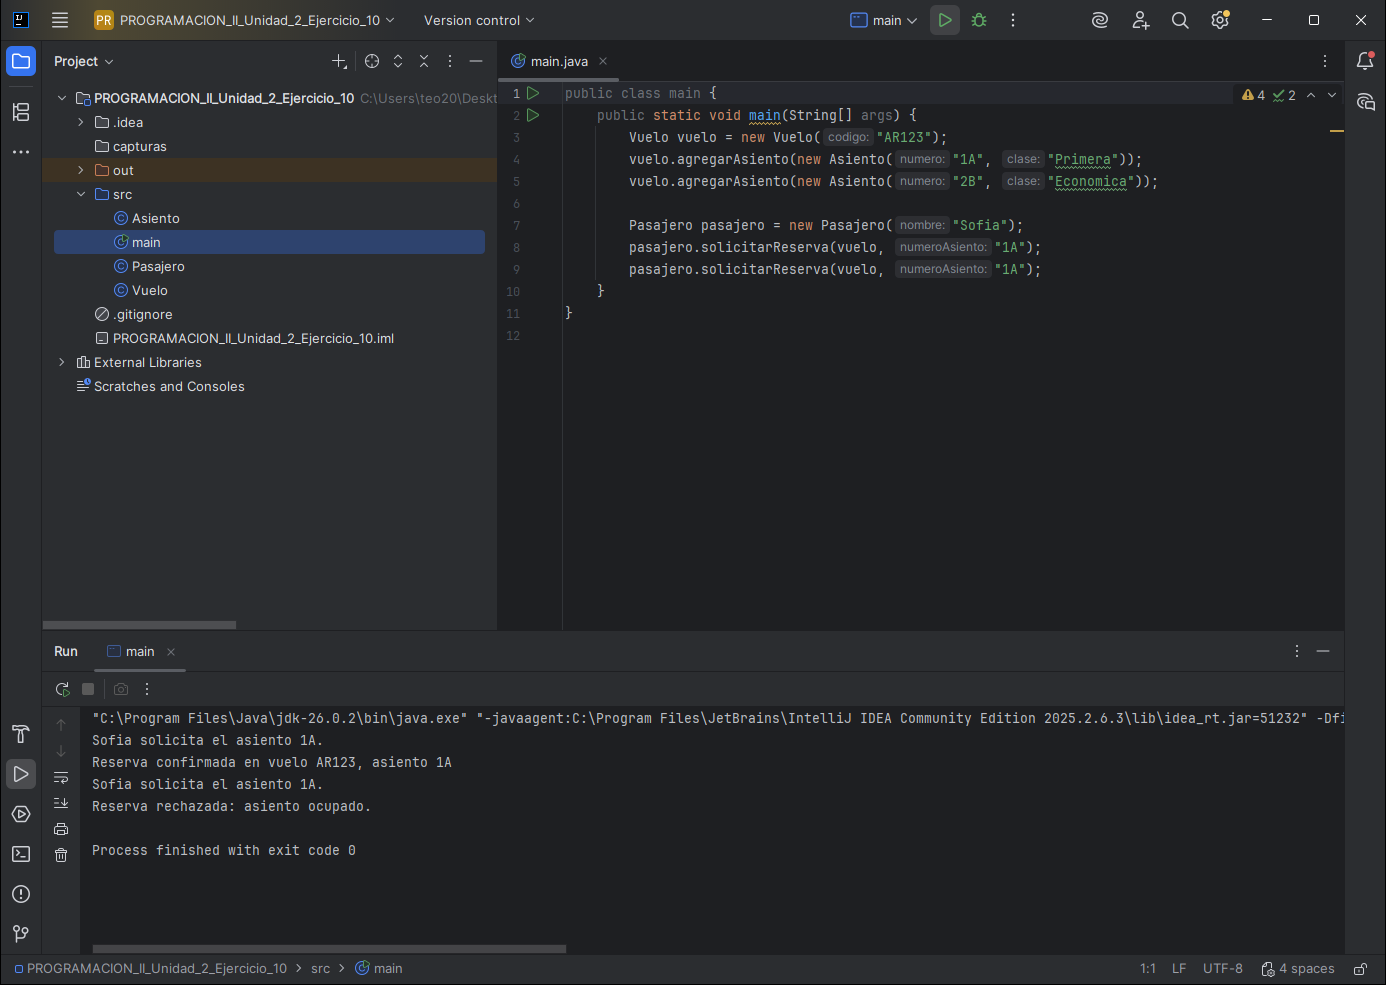 PR PROGRAMACION_II_Unidad_2_Ejercicio_10 Version control main
Project
PROGRAMACION_II_Unidad_2_Ejercicio_10 C:\Users\teo20\Deskt
.idea
capturas
out
src
Asiento
main
Pasajero
Vuelo
.gitignore
PROGRAMACION_II_Unidad_2_Ejercicio_10.iml
External Libraries
Scratches and Consoles
main.java
4 2
1 public class main {
2 public static void main(String[] args) {
3 Vuelo vuelo = new Vuelo( codigo: "AR123");
4 vuelo.agregarAsiento(new Asiento( numero: "1A", clase: "Primera"));
5 vuelo.agregarAsiento(new Asiento( numero: "2B", clase: "Economica"));
6
7 Pasajero pasajero = new Pasajero( nombre: "Sofia");
8 pasajero.solicitarReserva(vuelo, numeroAsiento: "1A");
9 pasajero.solicitarReserva(vuelo, numeroAsiento: "1A");
10 }
11 }
12
Run main
"C:\Program Files\Java\jdk-26.0.2\bin\java.exe" "-javaagent:C:\Program Files\JetBrains\IntelliJ IDEA Community Edition 2025.2.6.3\lib\idea_rt.jar=51232" -Dfi
Sofia solicita el asiento 1A.
Reserva confirmada en vuelo AR123, asiento 1A
Sofia solicita el asiento 1A.
Reserva rechazada: asiento ocupado.
Process finished with exit code 0
PROGRAMACION_II_Unidad_2_Ejercicio_10 src main 1:1 LF UTF-8 4 spaces